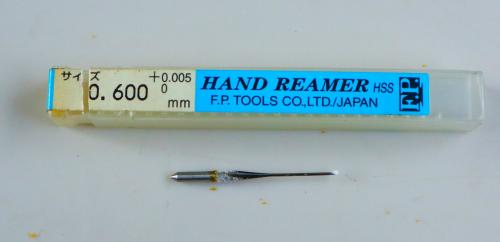 サイズ
0.600 +0.005
0
mm
HAND REAMER HSS
F.P. TOOLS CO.,LTD./JAPAN
F.P.